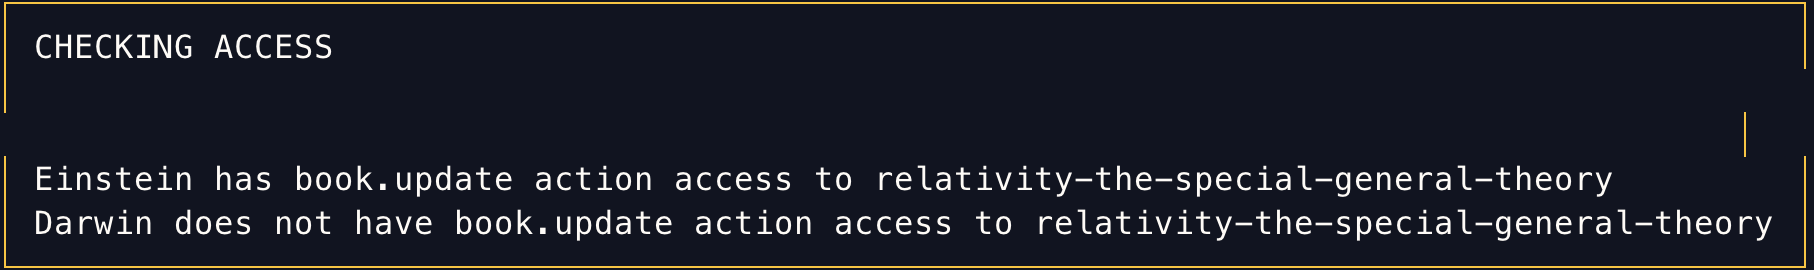 CHECKING ACCESS
Einstein has book.update action access to relativity-the-special-general-theory
Darwin does not have book.update action access to relativity-the-special-general-theory